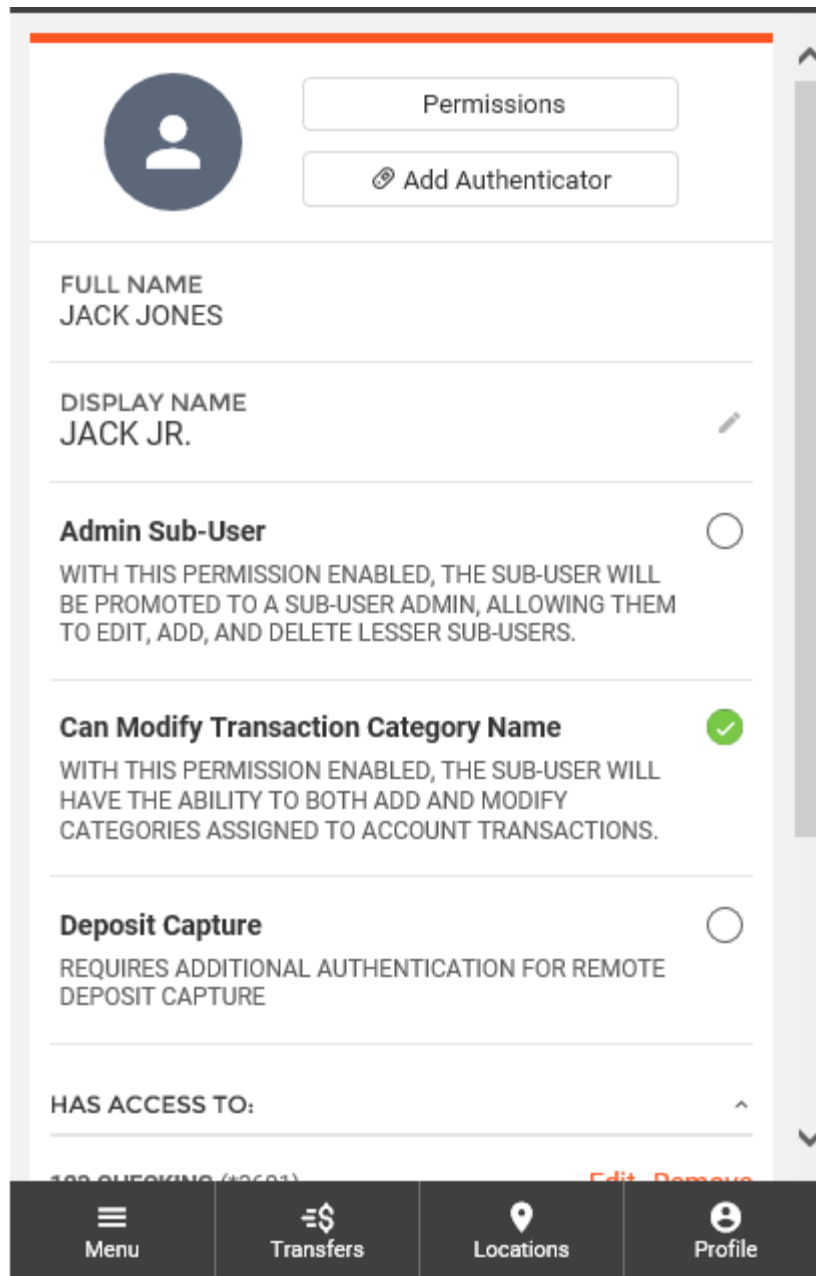 Permissions
Add Authenticator
FULL NAME
JACK JONES
DISPLAY NAME
JACK JR.
Admin Sub-User
WITH THIS PERMISSION ENABLED, THE SUB-USER WILL
BE PROMOTED TO A SUB-USER ADMIN, ALLOWING THEM
TO EDIT, ADD, AND DELETE LESSER SUB-USERS.
Can Modify Transaction Category Name
WITH THIS PERMISSION ENABLED, THE SUB-USER WILL
HAVE THE ABILITY TO BOTH ADD AND MODIFY
CATEGORIES ASSIGNED TO ACCOUNT TRANSACTIONS.
Deposit Capture
REQUIRES ADDITIONAL AUTHENTICATION FOR REMOTE
DEPOSIT CAPTURE
HAS ACCESS TO:
CHECKING Edit Remove
Menu Transfers Locations Profile